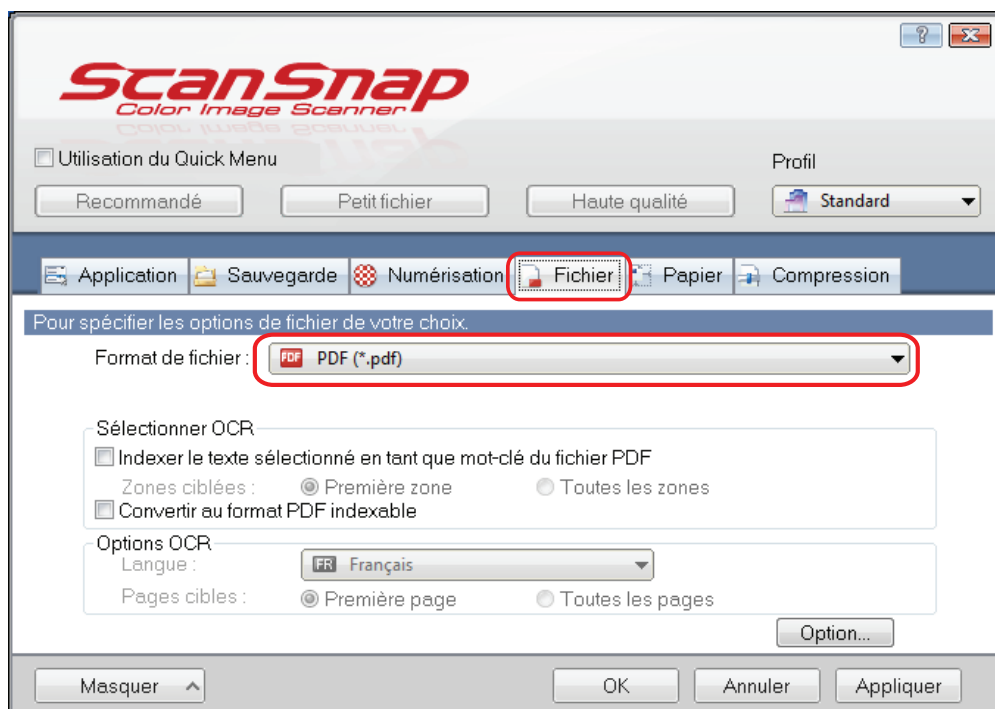 ScanSnap
Color Image Scanner
Utilisation du Quick Menu
Profil
Recommandé Petit fichier Haute qualité Standard
Application Sauvegarde Numérisation Fichier Papier Compression
Pour spécifier les options de fichier de votre choix.
Format de fichier : PDF PDF (*.pdf)
Sélectionner OCR
Indexer le texte sélectionné en tant que mot-clé du fichier PDF
Zones ciblées : Première zone Toutes les zones
Convertir au format PDF indexable
Options OCR
Langue : FR Français
Pages cibles : Première page Toutes les pages
Option...
Masquer OK Annuler Appliquer